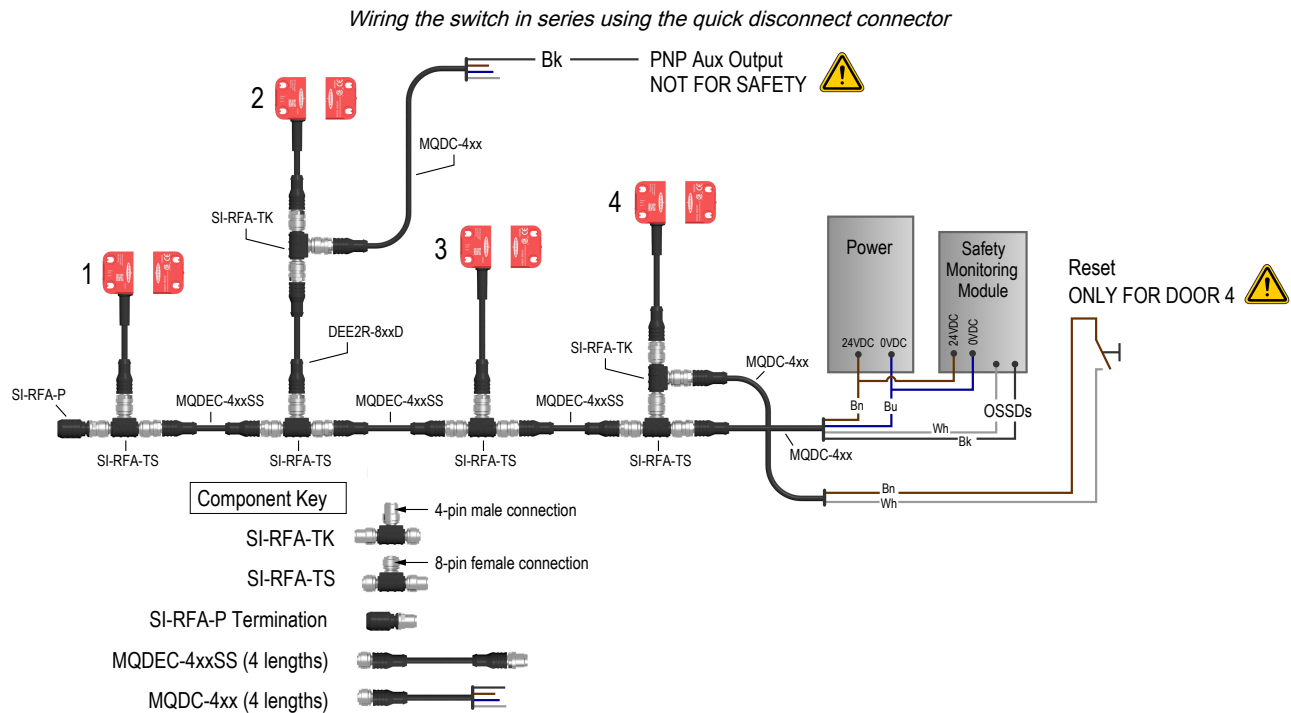 Wiring the switch in series using the quick disconnect connector
Bk
PNP Aux Output
NOT FOR SAFETY
2
MQDC-4xx
SI-RFA-TK
1
3
4
DEE2R-8xxD
SI-RFA-TK
MQDC-4xx
Power
24VDC
0VDC
Safety
Monitoring
Module
24VDC
0VDC
Reset
ONLY FOR DOOR 4
SI-RFA-P
MQDEC-4xxSS
MQDEC-4xxSS
MQDEC-4xxSS
Bn
Bu
OSSDs
Wh
Bk
MQDC-4xx
SI-RFA-TS
SI-RFA-TS
SI-RFA-TS
SI-RFA-TS
Bn
Wh
Component Key
4-pin male connection
SI-RFA-TK
8-pin female connection
SI-RFA-TS
SI-RFA-P Termination
MQDEC-4xxSS (4 lengths)
MQDC-4xx (4 lengths)